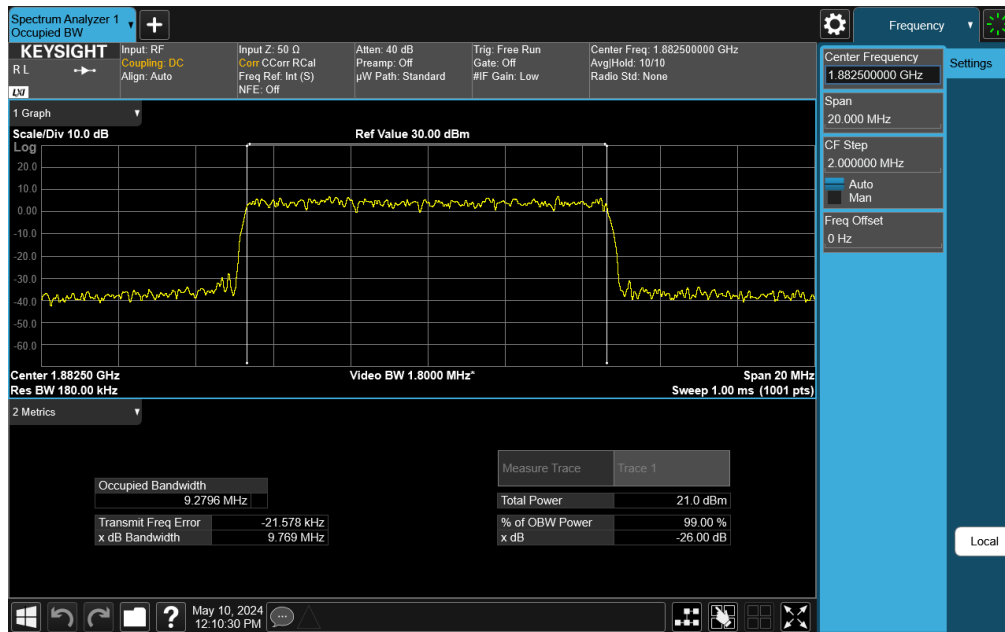 Spectrum Analyzer 1
Occupied BW
Frequency
KEYSIGHT
R L
LXI
Input: RF
Coupling: DC
Align: Auto
Input Z: 50 Ω
Corr CCorr RCal
Freq Ref: Int (S)
NFE: Off
Atten: 40 dB
Preamp: Off
µW Path: Standard
Trig: Free Run
Gate: Off
#IF Gain: Low
Center Freq: 1.882500000 GHz
Avg|Hold: 10/10
Radio Std: None
Center Frequency
1.882500000 GHz
Settings
Span
20.000 MHz
CF Step
2.000000 MHz
Auto
Man
Freq Offset
0 Hz
1 Graph
Scale/Div 10.0 dB
Ref Value 30.00 dBm
Log
20.0
10.0
0.00
-10.0
-20.0
-30.0
-40.0
-50.0
-60.0
Center 1.88250 GHz
Video BW 1.8000 MHz*
Span 20 MHz
Res BW 180.00 kHz
Sweep 1.00 ms (1001 pts)
2 Metrics
Measure Trace Trace 1
Occupied Bandwidth
9.2796 MHz
Total Power 21.0 dBm
Transmit Freq Error -21.578 kHz
% of OBW Power 99.00 %
x dB Bandwidth 9.769 MHz
x dB -26.00 dB
Local
May 10, 2024
12:10:30 PM